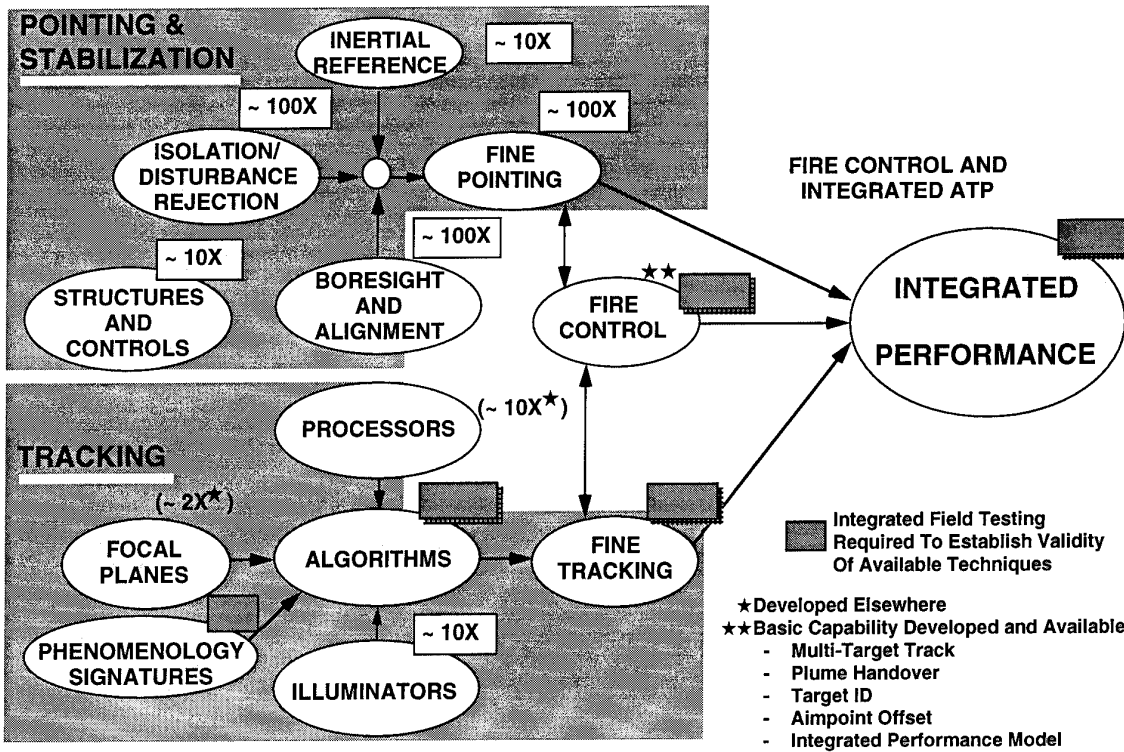 POINTING &
STABILIZATION
INERTIAL
REFERENCE
~ 10X
~ 100X
ISOLATION/
DISTURBANCE
REJECTION
~ 100X
FINE
POINTING
~ 10X
STRUCTURES
AND
CONTROLS
~ 100X
BORESIGHT
AND
ALIGNMENT
★★
FIRE
CONTROL
FIRE CONTROL AND
INTEGRATED ATP
INTEGRATED
PERFORMANCE
TRACKING
PROCESSORS
(~ 10X★)
(~ 2X★)
FOCAL
PLANES
ALGORITHMS
FINE
TRACKING
PHENOMENOLOGY
SIGNATURES
~ 10X
ILLUMINATORS
Integrated Field Testing
Required To Establish Validity
Of Available Techniques
★Developed Elsewhere
★★Basic Capability Developed and Available
- Multi-Target Track
- Plume Handover
- Target ID
- Aimpoint Offset
- Integrated Performance Model